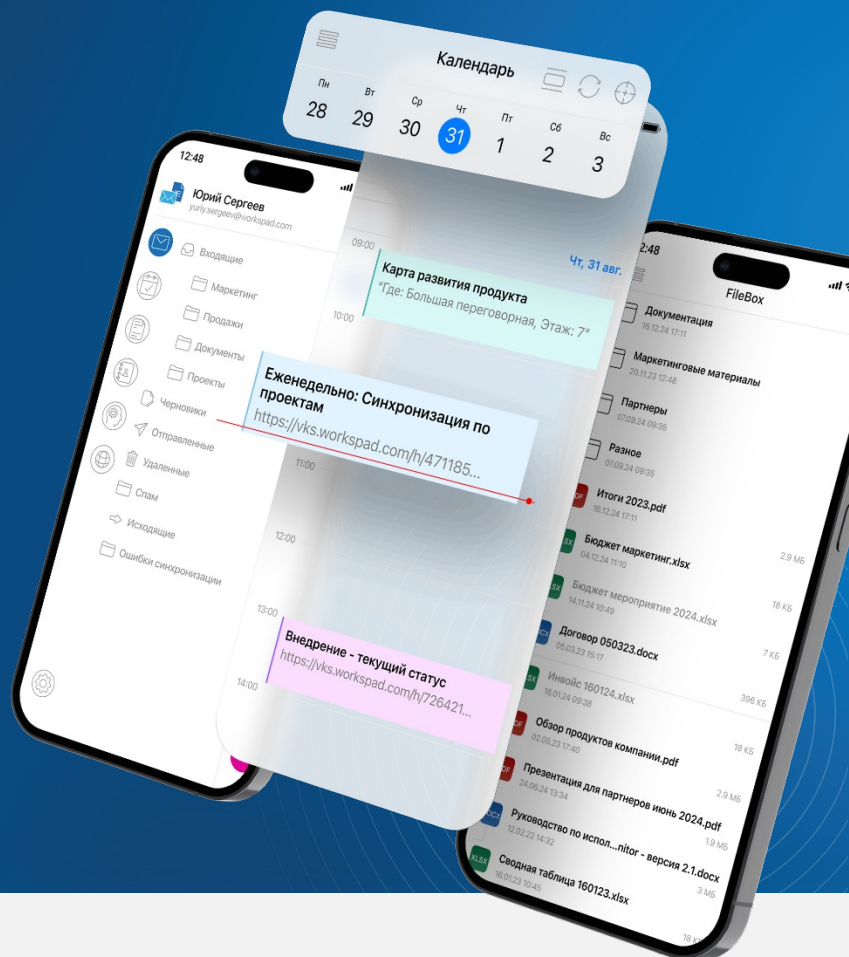 Календарь
Пн Вт Ср Чт Пт Сб Вс
28 29 30 31 1 2 3
12:48
Юрий Сергеев
yuriy.sergeev@workspad.com
Входящие
Маркетинг
Продажи
Документы
Проекты
Черновики
Отправленные
Удаленные
Спам
Исходящие
Ошибки синхронизации
Чт, 31 авг.
09:00
Карта развития продукта
"Где: Большая переговорная, Этаж: 7"
10:00
Еженедельно: Синхронизация по
проектам
https://vks.workspad.com/h/471185...
11:00
12:00
13:00
Внедрение - текущий статус
https://vks.workspad.com/h/726421...
14:00
2:48
FileBox
Документация
16.12.24 17:11
Маркетинговые материалы
20.11.23 12:48
Партнеры
07.09.24 09:35
Разное
07.09.24 09:35
Итоги 2023.pdf
16.12.24 17:11
2.9 МБ
Бюджет маркетинг.xlsx
04.12.24 11:10
18 КБ
Бюджет мероприятие 2024.xlsx
14.11.24 10:49
7 КБ
Договор 050323.docx
05.03.23 15:17
396 КБ
Инвойс 160124.xlsx
16.01.24 09:38
18 КБ
Обзор продуктов компании.pdf
02.05.23 17:40
2.9 МБ
Презентация для партнеров июнь 2024.pdf
24.06.24 13:34
1.9 МБ
Руководство по испол...nitor - версия 2.1.docx
12.02.22 14:32
3 МБ
XLSX
Сводная таблица 160123.xlsx
16.01.23 10:45
18